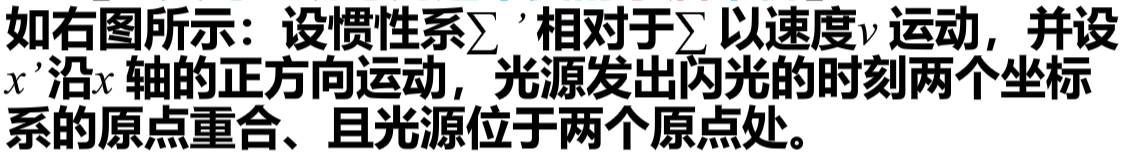 如右图所示：设惯性系∑ ’相对于∑ 以速度v 运动，并设
x’沿x 轴的正方向运动，光源发出闪光的时刻两个坐标
系的原点重合、且光源位于两个原点处。